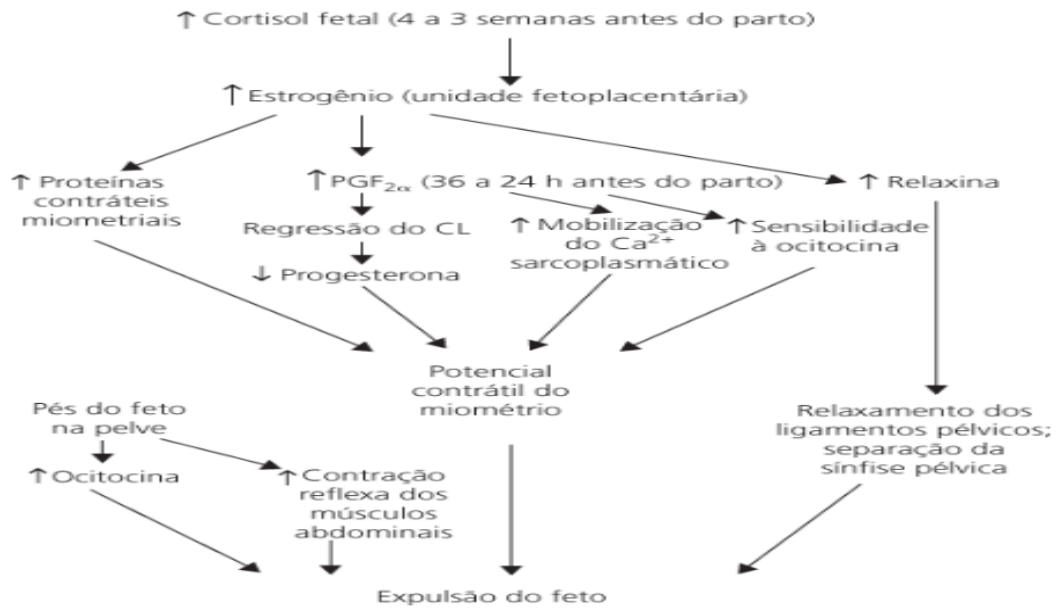 ↑ Cortisol fetal (4 a 3 semanas antes do parto)
↑ Estrogênio (unidade fetoplacentária)
↑ Proteínas
contráteis
miometriais
↑ PGF₂α (36 a 24 h antes do parto)
↑ Relaxina
Regressão do CL
↓ Progesterona
↑ Mobilização
do Ca²⁺
sarcoplasmático
↑ Sensibilidade
à ocitocina
Potencial
contrátil do
miométrio
Pés do feto
na pelve
↑ Ocitocina
↑ Contração
reflexa dos
músculos
abdominais
Relaxamento dos
ligamentos pélvicos;
separação da
sínfise pélvica
Expulsão do feto